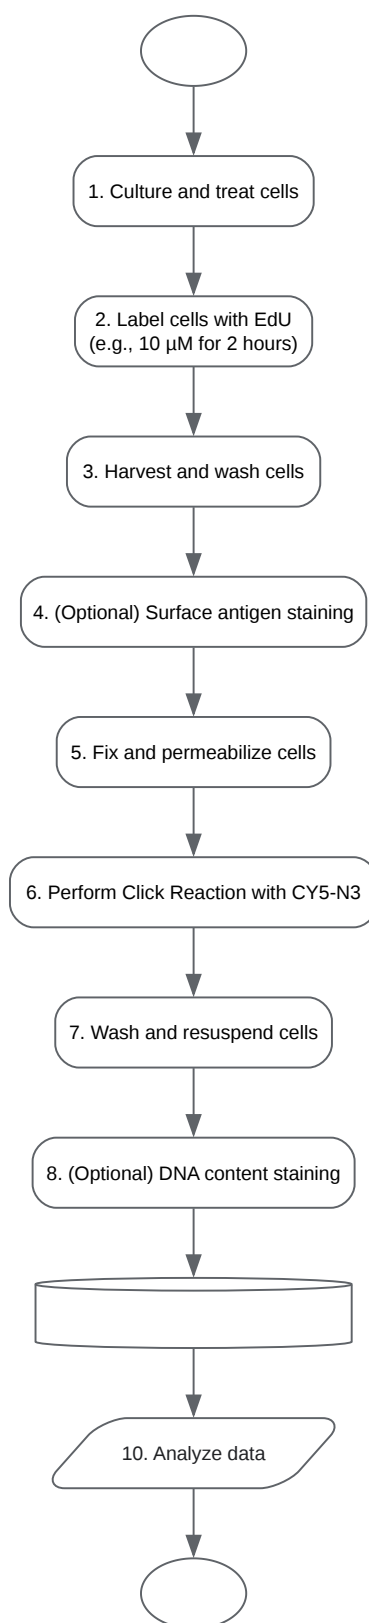 1. Culture and treat cells
2. Label cells with EdU
(e.g., 10 µM for 2 hours)
3. Harvest and wash cells
4. (Optional) Surface antigen staining
5. Fix and permeabilize cells
6. Perform Click Reaction with CY5-N3
7. Wash and resuspend cells
8. (Optional) DNA content staining
10. Analyze data